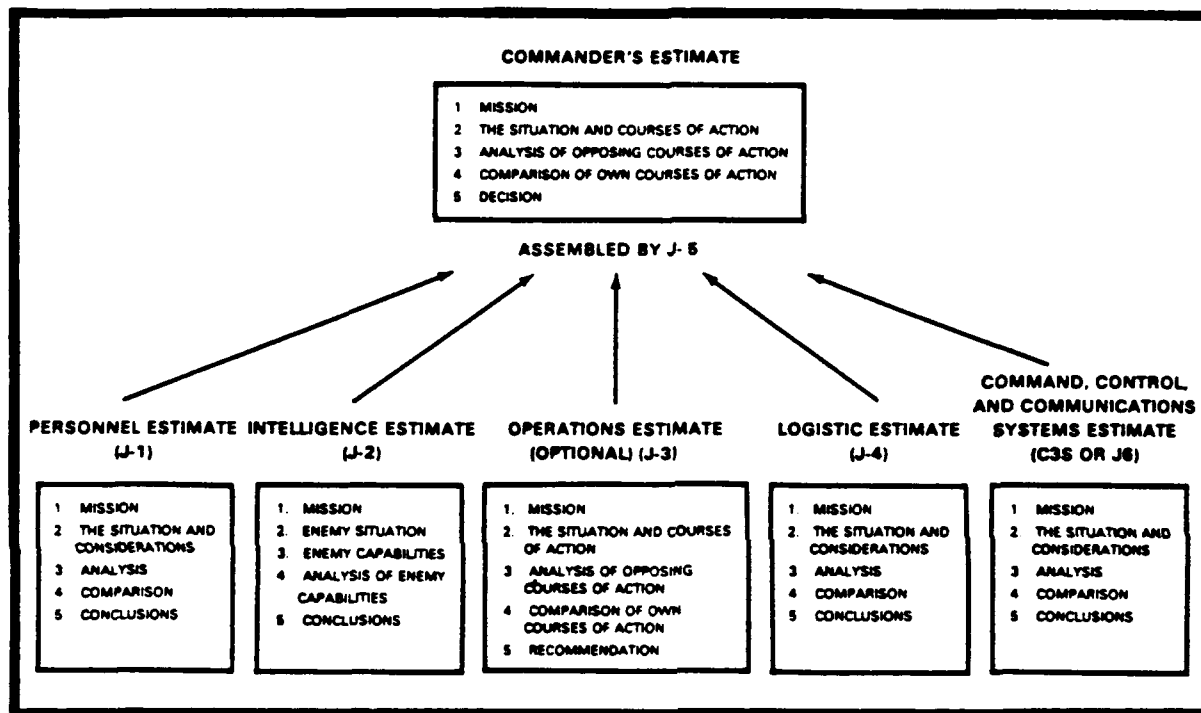 COMMANDER'S ESTIMATE
1 MISSION
2 THE SITUATION AND COURSES OF ACTION
3 ANALYSIS OF OPPOSING COURSES OF ACTION
4 COMPARISON OF OWN COURSES OF ACTION
5 DECISION
ASSEMBLED BY J-5
PERSONNEL ESTIMATE
(J-1)
1 MISSION
2 THE SITUATION AND
CONSIDERATIONS
3 ANALYSIS
4 COMPARISON
5 CONCLUSIONS
INTELLIGENCE ESTIMATE
(J-2)
1. MISSION
2. ENEMY SITUATION
3. ENEMY CAPABILITIES
4 ANALYSIS OF ENEMY
CAPABILITIES
5 CONCLUSIONS
OPERATIONS ESTIMATE
(OPTIONAL) (J-3)
1. MISSION
2. THE SITUATION AND COURSES
OF ACTION
3 ANALYSIS OF OPPOSING
COURSES OF ACTION
4 COMPARISON OF OWN
COURSES OF ACTION
5 RECOMMENDATION
LOGISTIC ESTIMATE
(J-4)
1 MISSION
2 THE SITUATION AND
CONSIDERATIONS
3 ANALYSIS
4 COMPARISON
5 CONCLUSIONS
COMMAND, CONTROL,
AND COMMUNICATIONS
SYSTEMS ESTIMATE
(C3S OR J6)
1 MISSION
2 THE SITUATION AND
CONSIDERATIONS
3 ANALYSIS
4 COMPARISON
5 CONCLUSIONS